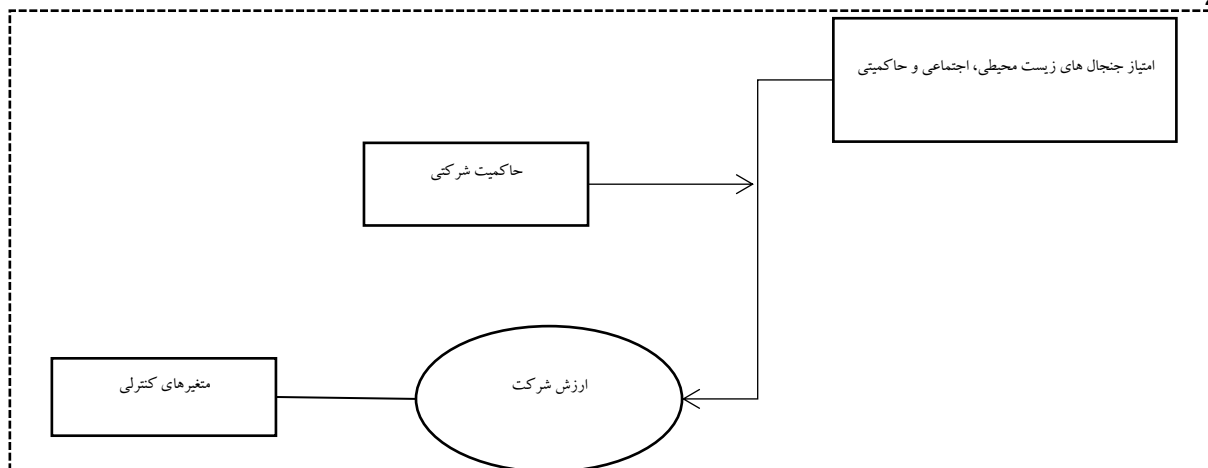 امتیاز جنجال های زیست محیطی، اجتماعی و حاکمیتی
حاکمیت شرکتی
ارزش شرکت
متغیرهای کنترلی